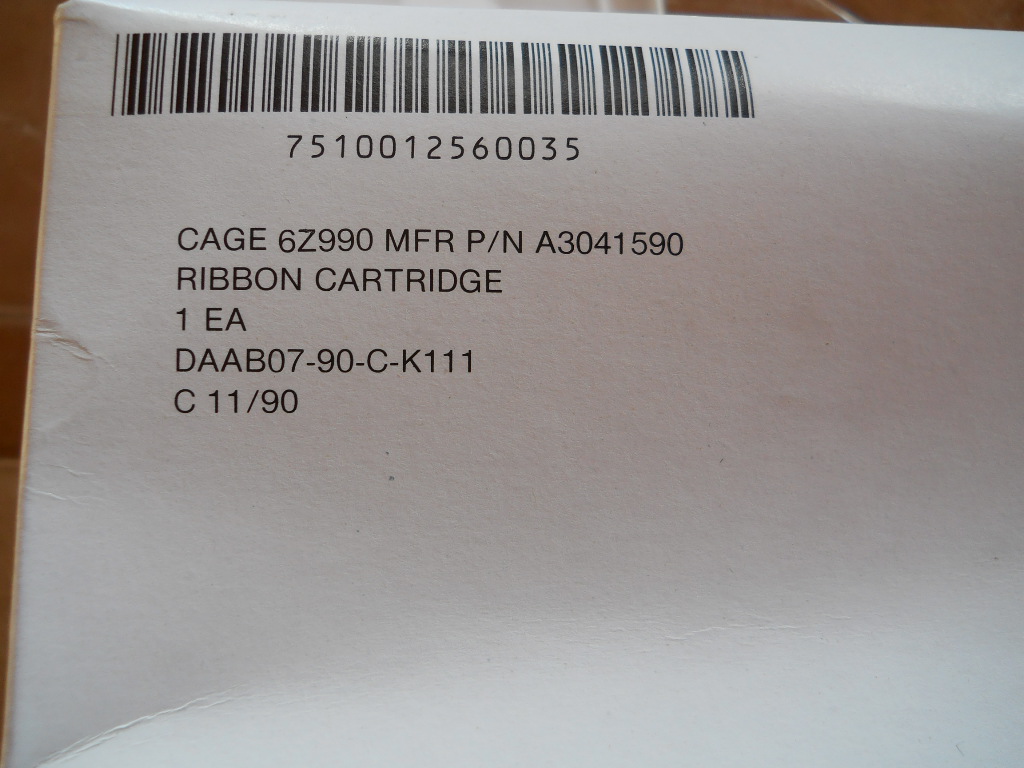 7510012560035
CAGE 6Z990 MFR P/N A3041590
RIBBON CARTRIDGE
1 EA
DAAB07-90-C-K111
C 11/90